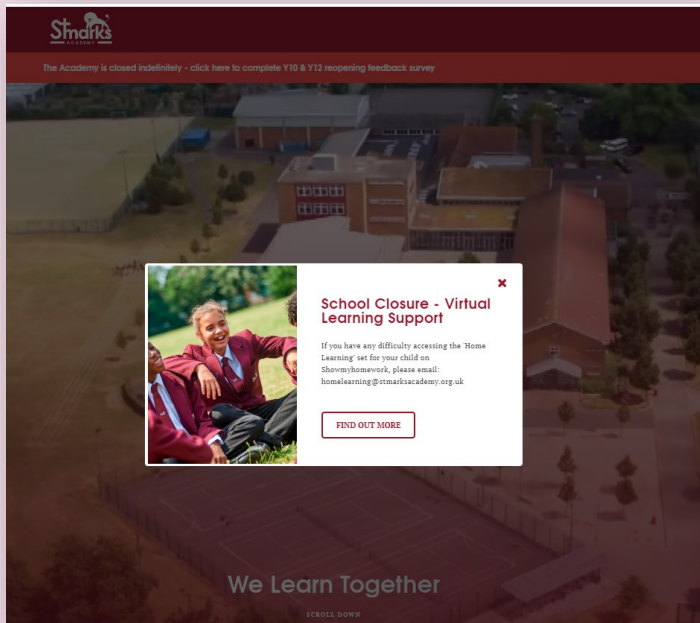 St Mark's
ACADEMY
The Academy is closed indefinitely - click here to complete Y10 & Y12 reopening feedback survey
School Closure - Virtual
Learning Support
If you have any difficulty accessing the 'Home
Learning' set for your child on
Showmyhomework, please email:
homelearning@stmarksacademy.org.uk
FIND OUT MORE
We Learn Together
SCROLL DOWN